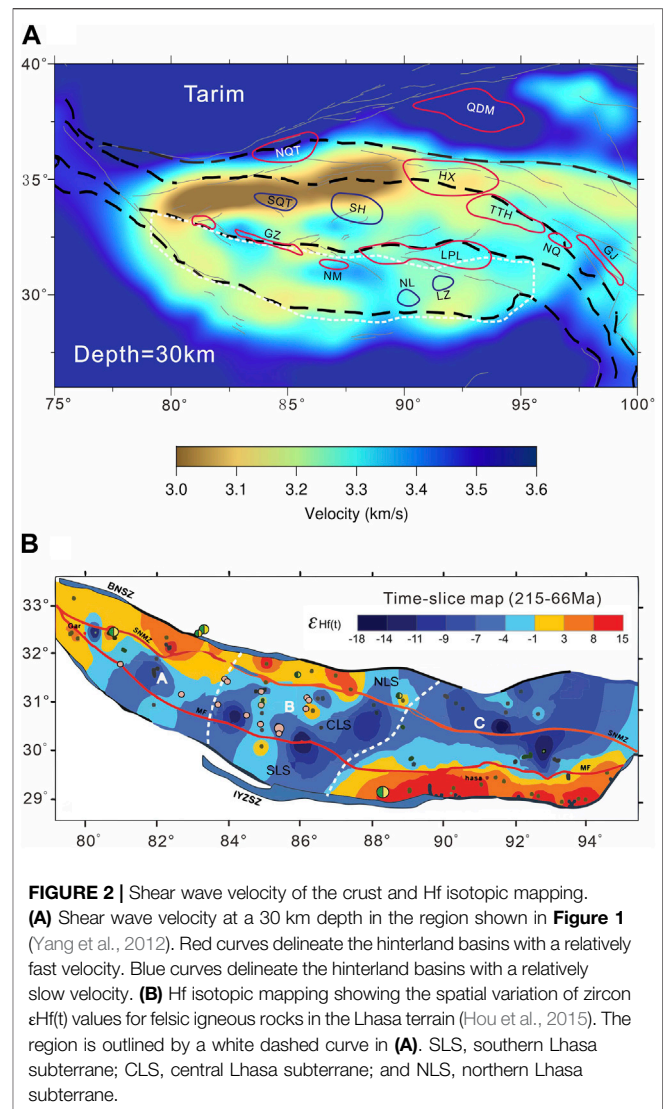 A
40°
35°
30°
Tarim
QDM
NQT
HX
SQT
SH
TTH
GZ
NQ
GJ
LPL
NM
NL
LZ
Depth=30km
75°
80°
85°
90°
95°
100°
3.0 3.1 3.2 3.3 3.4 3.5 3.6
Velocity (km/s)
B
33°
32°
31°
30°
29°
BNSZ
Time-slice map (215-66Ma)
εHf(t)
-18 -14 -11 -9 -7 -4 -1 3 8 15
Gar
SNMZ
A
NLS
B
MF
CLS
C
SNMZ
SLS
MF
hasa
IYZSZ
80° 82° 84° 86° 88° 90° 92° 94°
FIGURE 2 | Shear wave velocity of the crust and Hf isotopic mapping.
(A) Shear wave velocity at a 30 km depth in the region shown in Figure 1
(Yang et al., 2012). Red curves delineate the hinterland basins with a relatively
fast velocity. Blue curves delineate the hinterland basins with a relatively
slow velocity. (B) Hf isotopic mapping showing the spatial variation of zircon
εHf(t) values for felsic igneous rocks in the Lhasa terrain (Hou et al., 2015). The
region is outlined by a white dashed curve in (A). SLS, southern Lhasa
subterrane; CLS, central Lhasa subterrane; and NLS, northern Lhasa
subterrane.